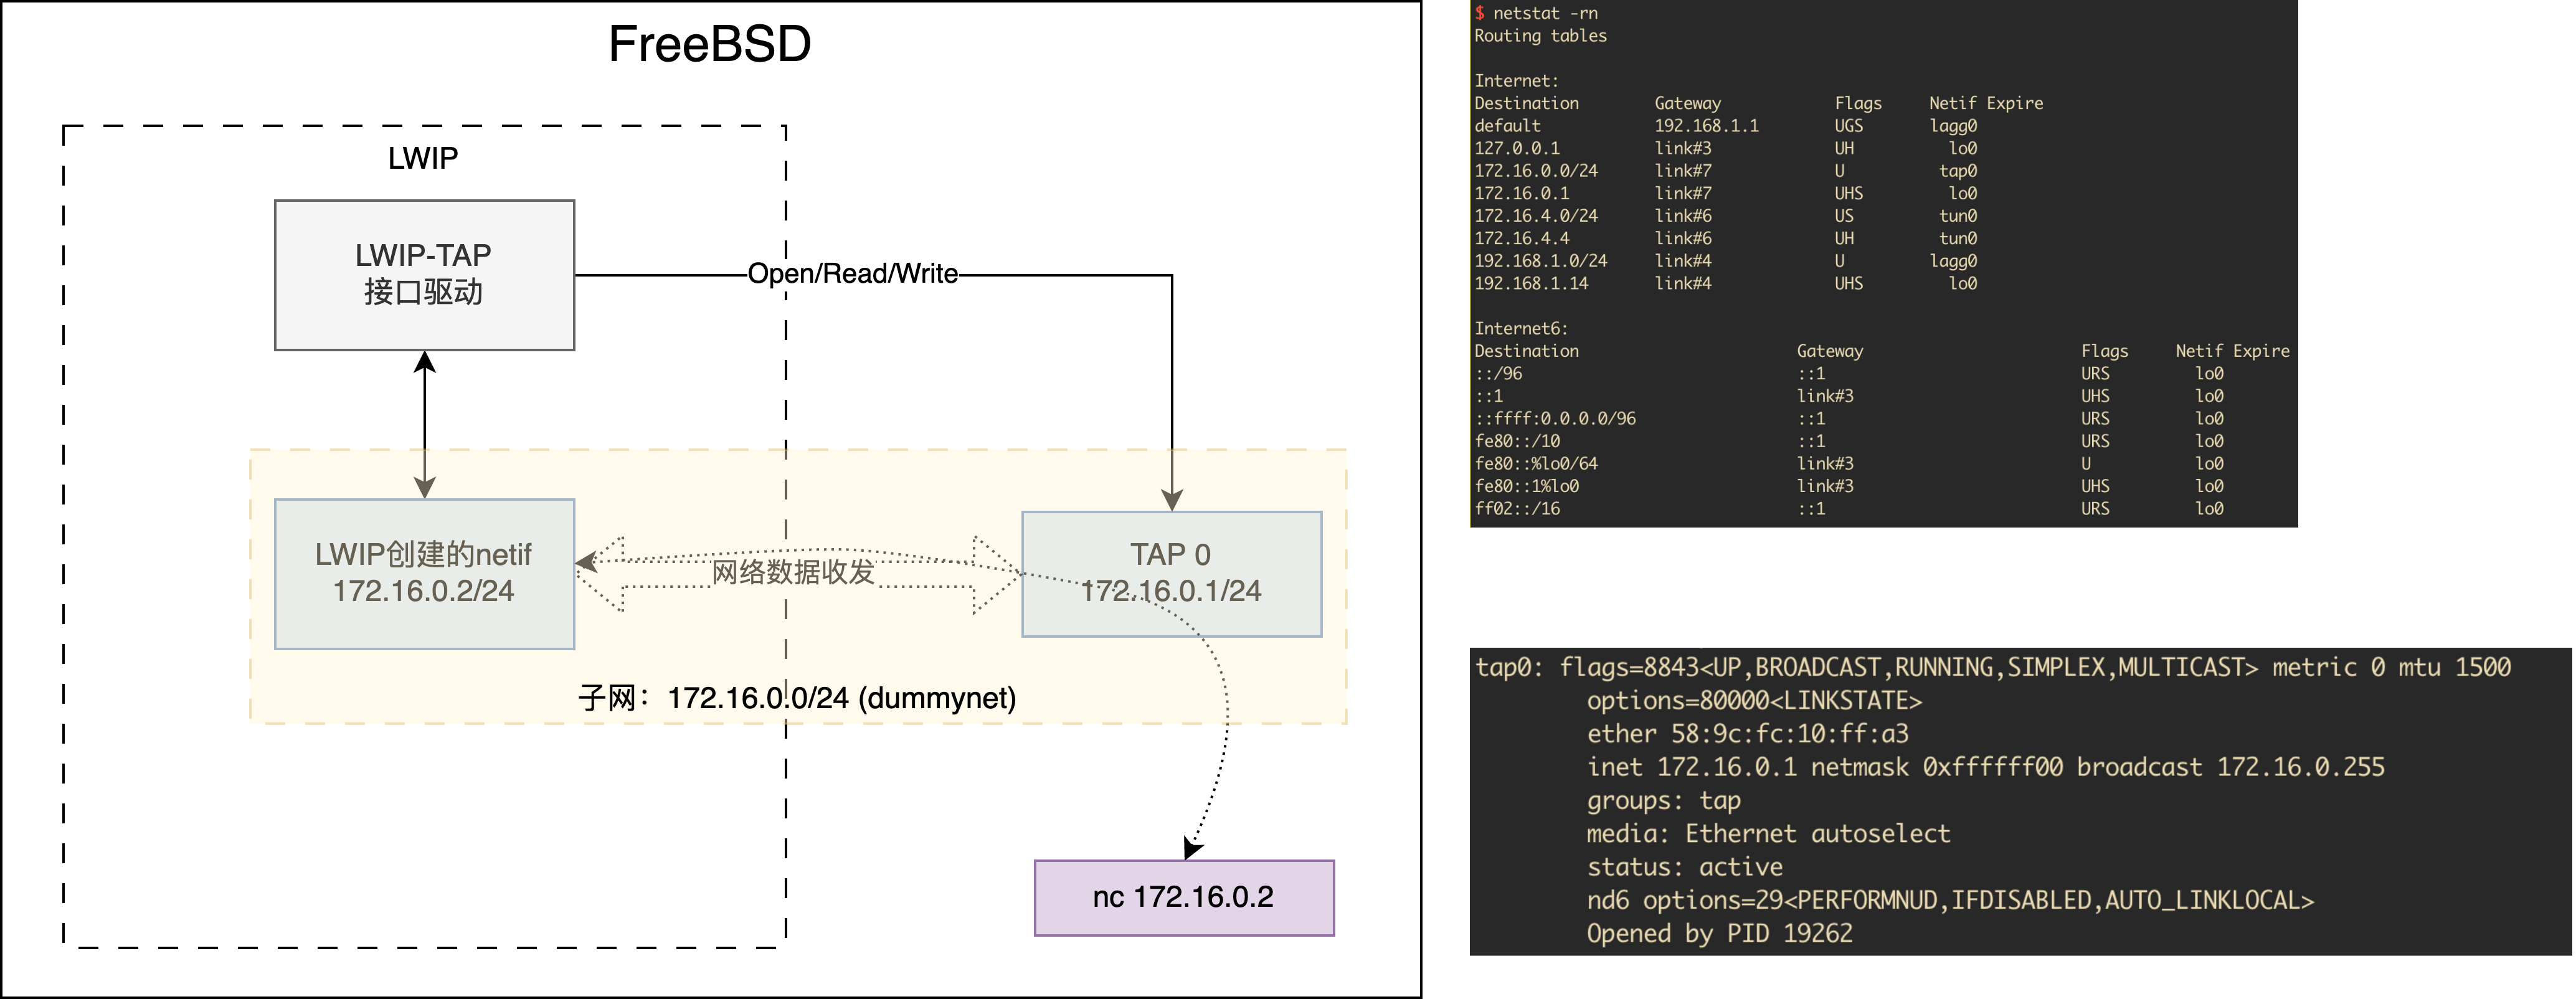 FreeBSD
LWIP
LWIP-TAP
接口驱动
Open/Read/Write
LWIP创建的netif
172.16.0.2/24
网络数据收发
TAP 0
172.16.0.1/24
子网：172.16.0.0/24 (dummynet)
nc 172.16.0.2
$ netstat -rn
Routing tables
Internet:
Destination Gateway Flags Netif Expire
default 192.168.1.1 UGS lagg0
127.0.0.1 link#3 UH lo0
172.16.0.0/24 link#7 U tap0
172.16.0.1 link#7 UHS lo0
172.16.4.0/24 link#6 US tun0
172.16.4.4 link#6 UH tun0
192.168.1.0/24 link#4 U lagg0
192.168.1.14 link#4 UHS lo0
Internet6:
Destination Gateway Flags Netif Expire
::/96 ::1 URS lo0
::1 link#3 UHS lo0
::ffff:0.0.0.0/96 ::1 URS lo0
fe80::/10 ::1 URS lo0
fe80::%lo0/64 link#3 U lo0
fe80::1%lo0 link#3 UHS lo0
ff02::/16 ::1 URS lo0
tap0: flags=8843<UP,BROADCAST,RUNNING,SIMPLEX,MULTICAST> metric 0 mtu 1500
options=80000<LINKSTATE>
ether 58:9c:fc:10:ff:a3
inet 172.16.0.1 netmask 0xffffff00 broadcast 172.16.0.255
groups: tap
media: Ethernet autoselect
status: active
nd6 options=29<PERFORMNUD,IFDISABLED,AUTO_LINKLOCAL>
Opened by PID 19262